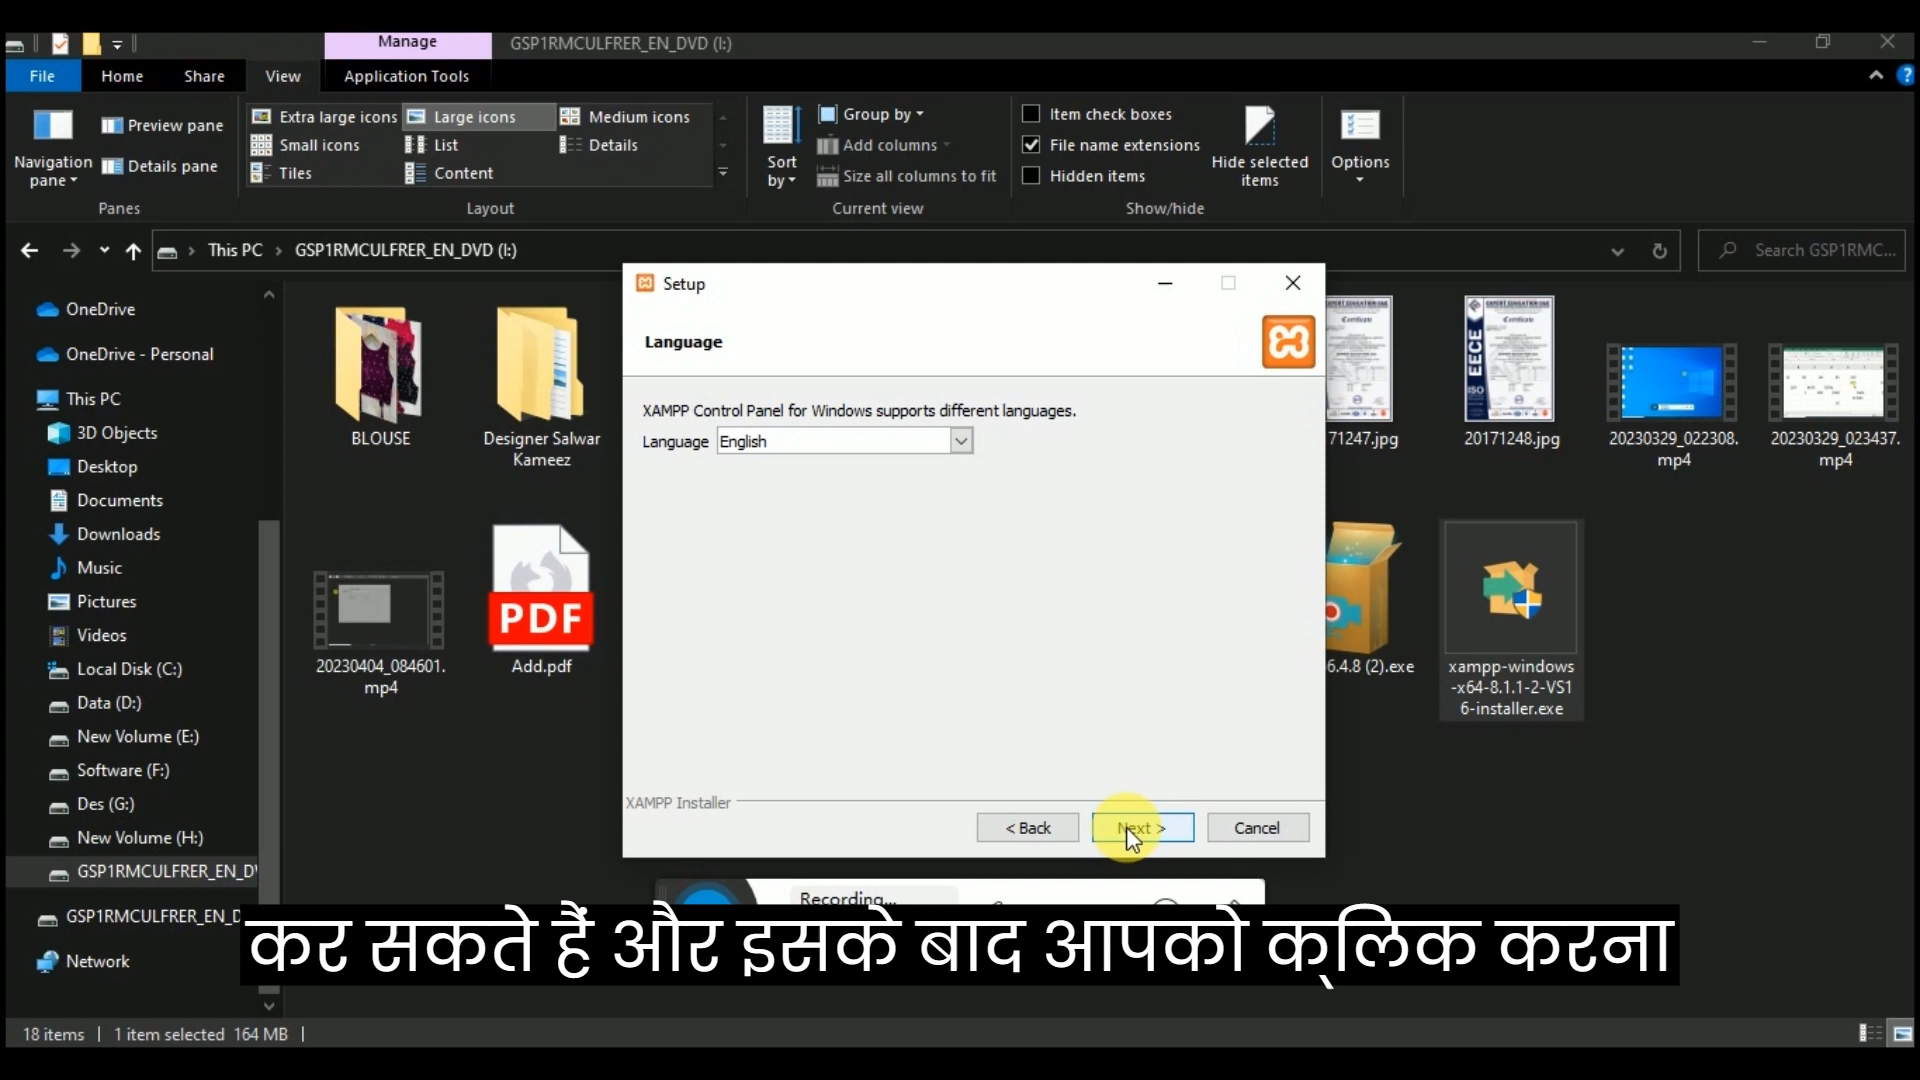 Manage
GSP1RMCULFRER_EN_DVD (I:)
File
Home
Share
View
Application Tools
Navigation pane
Preview pane
Details pane
Panes
Extra large icons
Large icons
Medium icons
Small icons
List
Details
Tiles
Content
Layout
Sort by
Group by
Add columns
Size all columns to fit
Current view
Item check boxes
File name extensions
Hidden items
Hide selected items
Show/hide
Options
This PC > GSP1RMCULFRER_EN_DVD (I:)
Search GSP1RMC...
OneDrive
OneDrive - Personal
This PC
3D Objects
Desktop
Documents
Downloads
Music
Pictures
Videos
Local Disk (C:)
Data (D:)
New Volume (E:)
Software (F:)
Des (G:)
New Volume (H:)
GSP1RMCULFRER_EN_D
GSP1RMCULFRER_EN_D
Network
BLOUSE
Designer Salwar
Kameez
71247.jpg
20171248.jpg
20230329_022308.
mp4
20230329_023437.
mp4
20230404_084601.
mp4
PDF
Add.pdf
6.4.8 (2).exe
xampp-windows
-x64-8.1.1-2-VS1
6-installer.exe
Setup
Language
XAMPP Control Panel for Windows supports different languages.
Language English
XAMPP Installer
< Back
Next >
Cancel
Recording...
कर सकते हैं और इसके बाद आपको क्लिक करना
18 items | 1 item selected 164 MB |